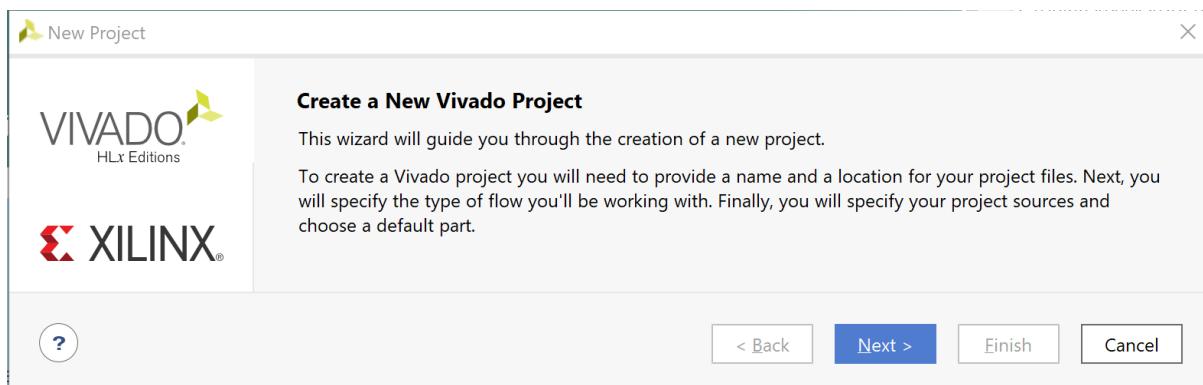 New Project
VIVADO.
HLx Editions
XILINX®
Create a New Vivado Project
This wizard will guide you through the creation of a new project.
To create a Vivado project you will need to provide a name and a location for your project files. Next, you
will specify the type of flow you'll be working with. Finally, you will specify your project sources and
choose a default part.
?
< Back
Next >
Finish
Cancel